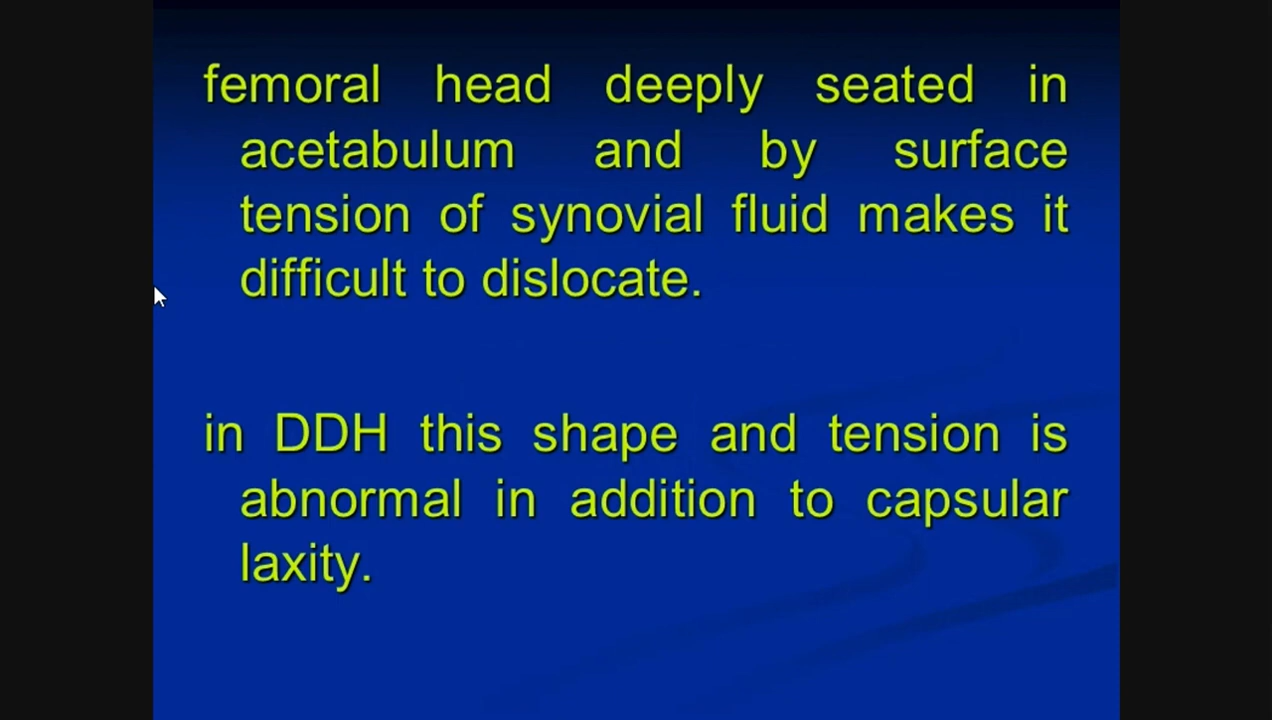 femoral head deeply seated in
acetabulum and by surface
tension of synovial fluid makes it
difficult to dislocate.
in DDH this shape and tension is
abnormal in addition to capsular
laxity.